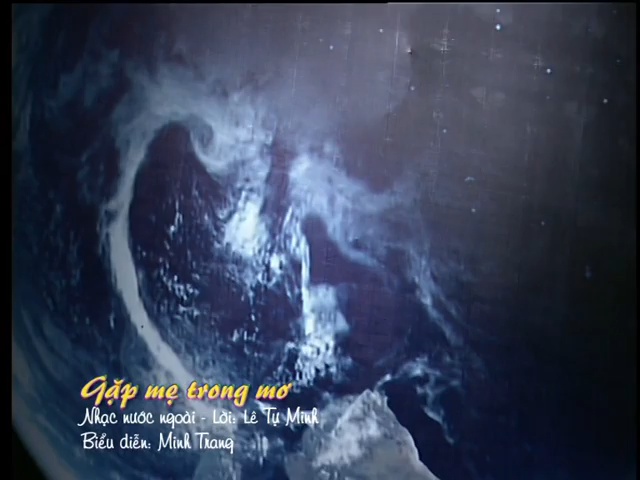 Gặp mẹ trong mơ
Nhạc nước ngoài - Lời: Lê Tự Minh
Biểu diễn: Minh Trang